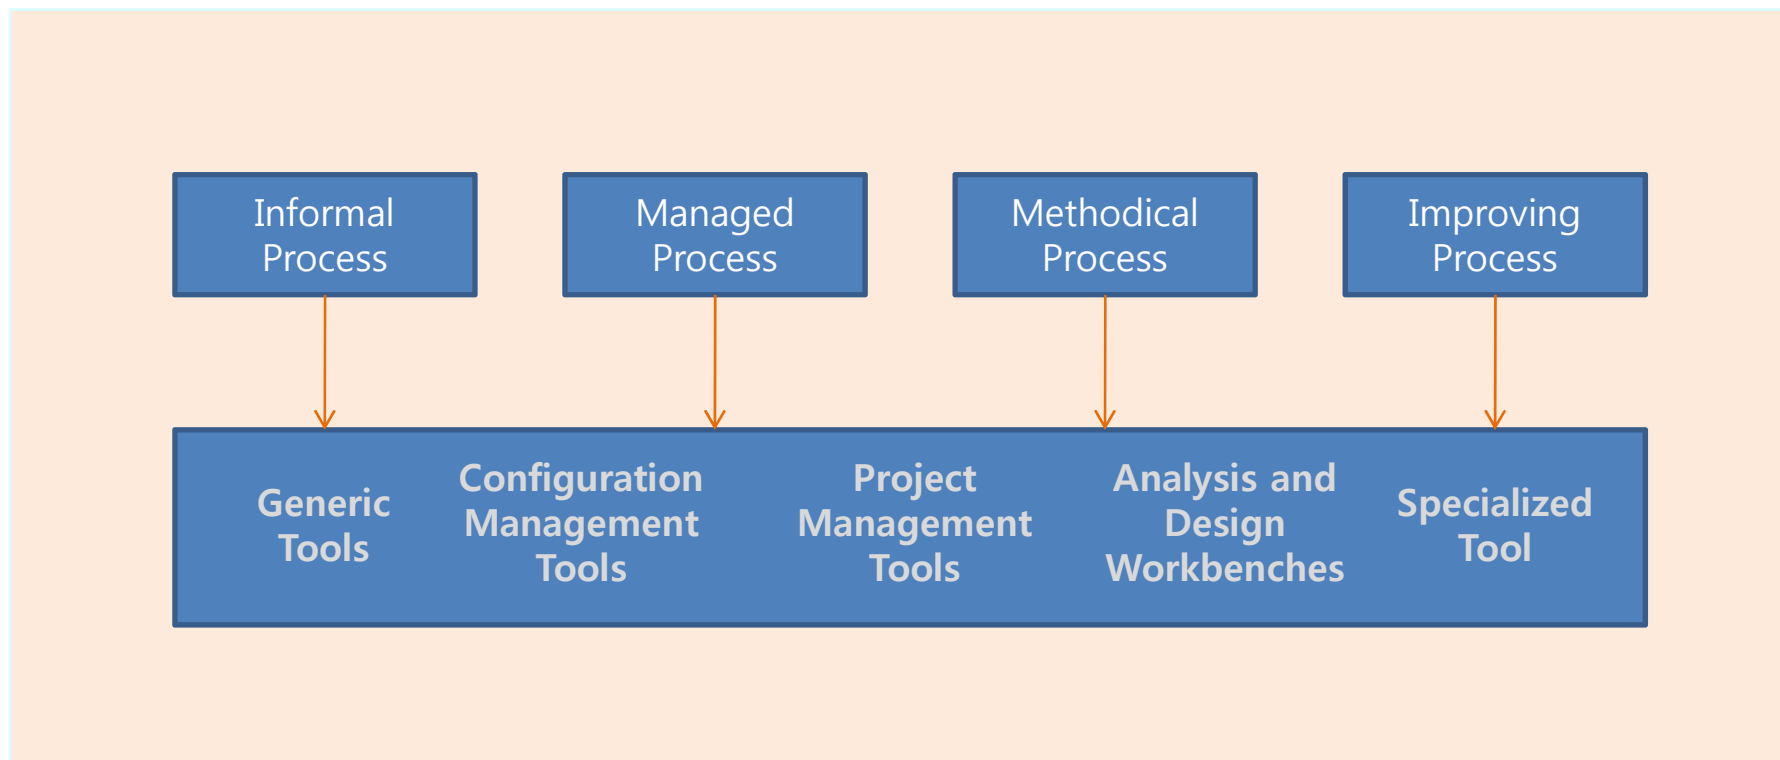 Informal
Process
Managed
Process
Methodical
Process
Improving
Process
Generic
Tools
Configuration
Management
Tools
Project
Management
Tools
Analysis and
Design
Workbenches
Specialized
Tool